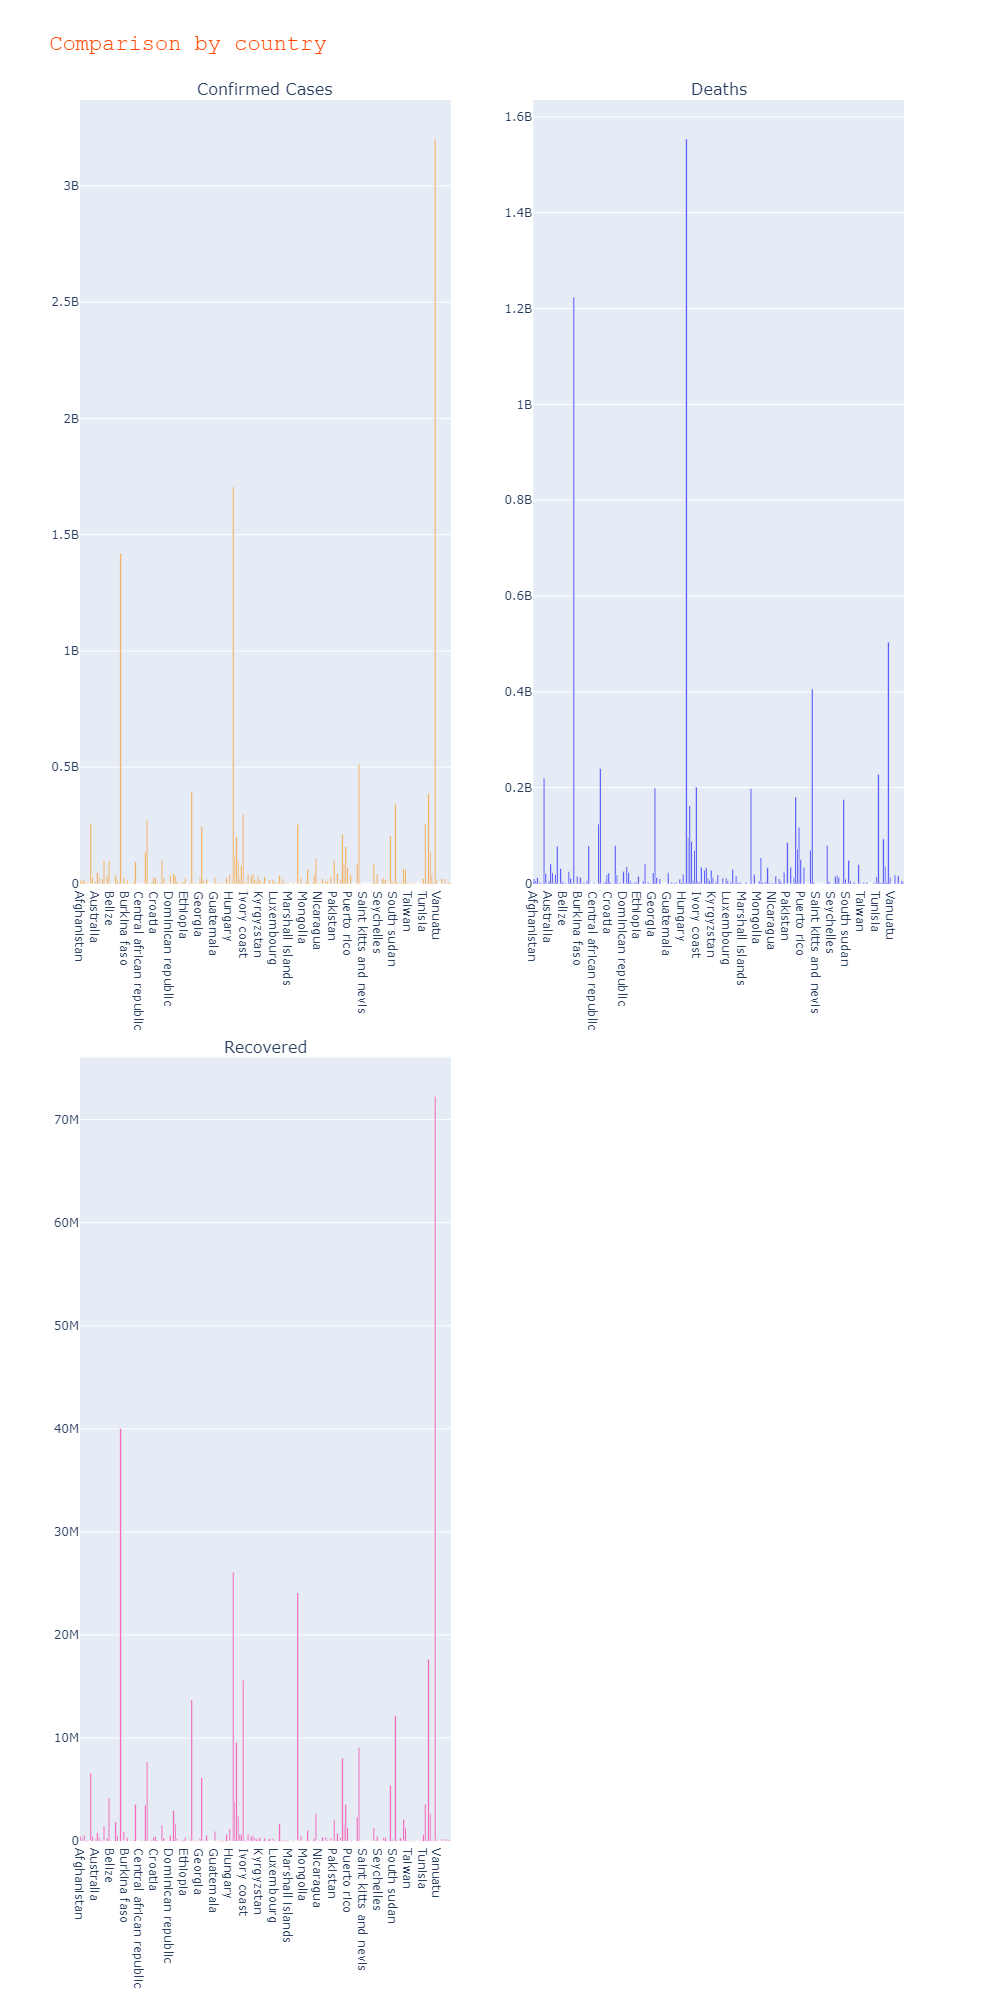 Comparison by country
Confirmed Cases
3B
2.5B
2B
1.5B
1B
0.5B
0
Afghanistan
Australia
Belize
Burkina faso
Central african republic
Croatia
Dominican republic
Ethiopia
Georgia
Guatemala
Hungary
Ivory coast
Kyrgyzstan
Luxembourg
Marshall islands
Mongolia
Nicaragua
Pakistan
Puerto rico
Saint kitts and nevis
Seychelles
South sudan
Taiwan
Tunisia
Vanuatu
Deaths
1.6B
1.4B
1.2B
1B
0.8B
0.6B
0.4B
0.2B
0
Afghanistan
Australia
Belize
Burkina faso
Central african republic
Croatia
Dominican republic
Ethiopia
Georgia
Guatemala
Hungary
Ivory coast
Kyrgyzstan
Luxembourg
Marshall islands
Mongolia
Nicaragua
Pakistan
Puerto rico
Saint kitts and nevis
Seychelles
South sudan
Taiwan
Tunisia
Vanuatu
Recovered
70M
60M
50M
40M
30M
20M
10M
0
Afghanistan
Australia
Belize
Burkina faso
Central african republic
Croatia
Dominican republic
Ethiopia
Georgia
Guatemala
Hungary
Ivory coast
Kyrgyzstan
Luxembourg
Marshall islands
Mongolia
Nicaragua
Pakistan
Puerto rico
Saint kitts and nevis
Seychelles
South sudan
Taiwan
Tunisia
Vanuatu